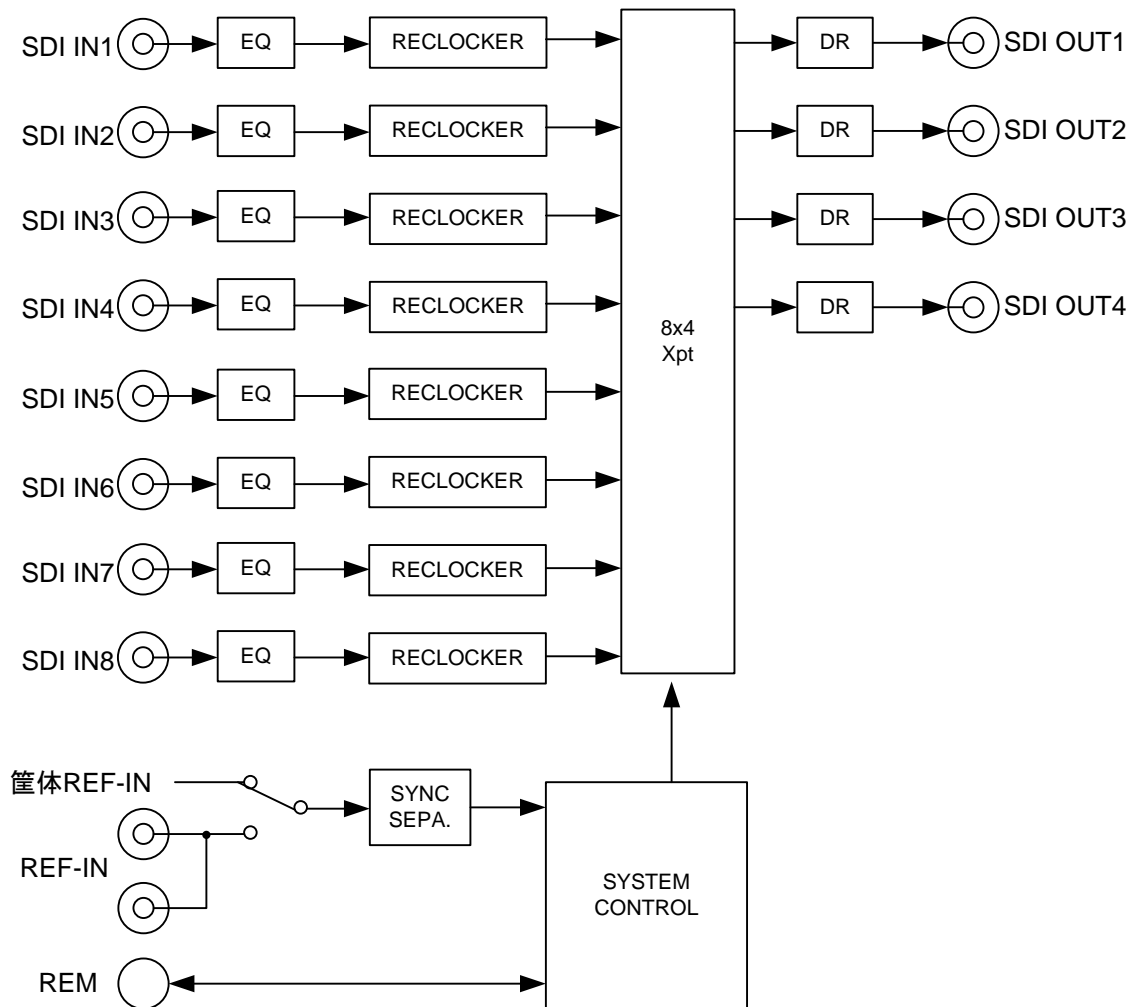 SDI IN1 EQ RECLOCKER DR SDI OUT1
SDI IN2 EQ RECLOCKER DR SDI OUT2
SDI IN3 EQ RECLOCKER DR SDI OUT3
SDI IN4 EQ RECLOCKER DR SDI OUT4
8x4
Xpt
SDI IN5 EQ RECLOCKER
SDI IN6 EQ RECLOCKER
SDI IN7 EQ RECLOCKER
SDI IN8 EQ RECLOCKER
筐体REF-IN
SYNC
SEPA.
REF-IN
SYSTEM
CONTROL
REM